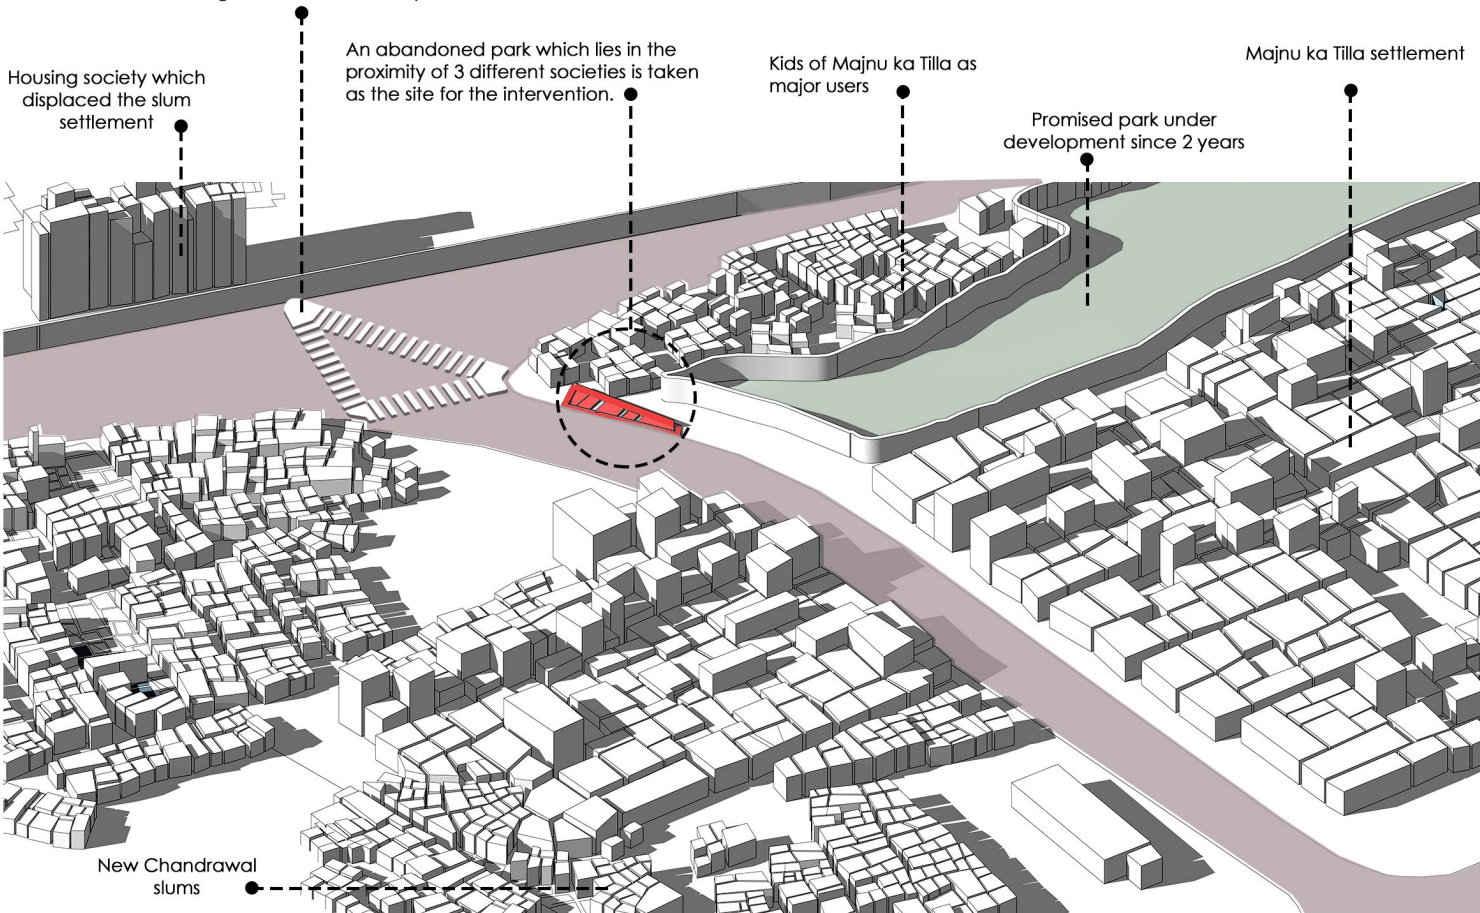 Housing society which
displaced the slum
settlement
An abandoned park which lies in the
proximity of 3 different societies is taken
as the site for the intervention.
Kids of Majnu ka Tilla as
major users
Promised park under
development since 2 years
Majnu ka Tilla settlement
New Chandrawal
slums